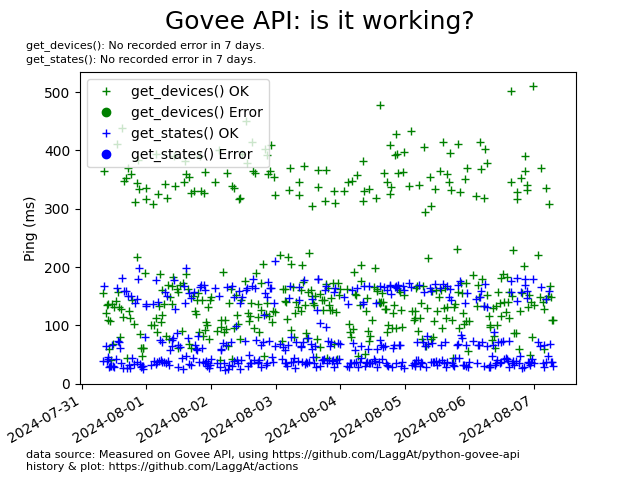 Govee API: is it working?
get_devices(): No recorded error in 7 days.
get_states(): No recorded error in 7 days.
get_devices() OK
get_devices() Error
get_states() OK
get_states() Error
Ping (ms)
500
400
300
200
100
0
2024-07-31
2024-08-01
2024-08-02
2024-08-03
2024-08-04
2024-08-05
2024-08-06
2024-08-07
data source: Measured on Govee API, using https://github.com/LaggAt/python-govee-api
history & plot: https://github.com/LaggAt/actions